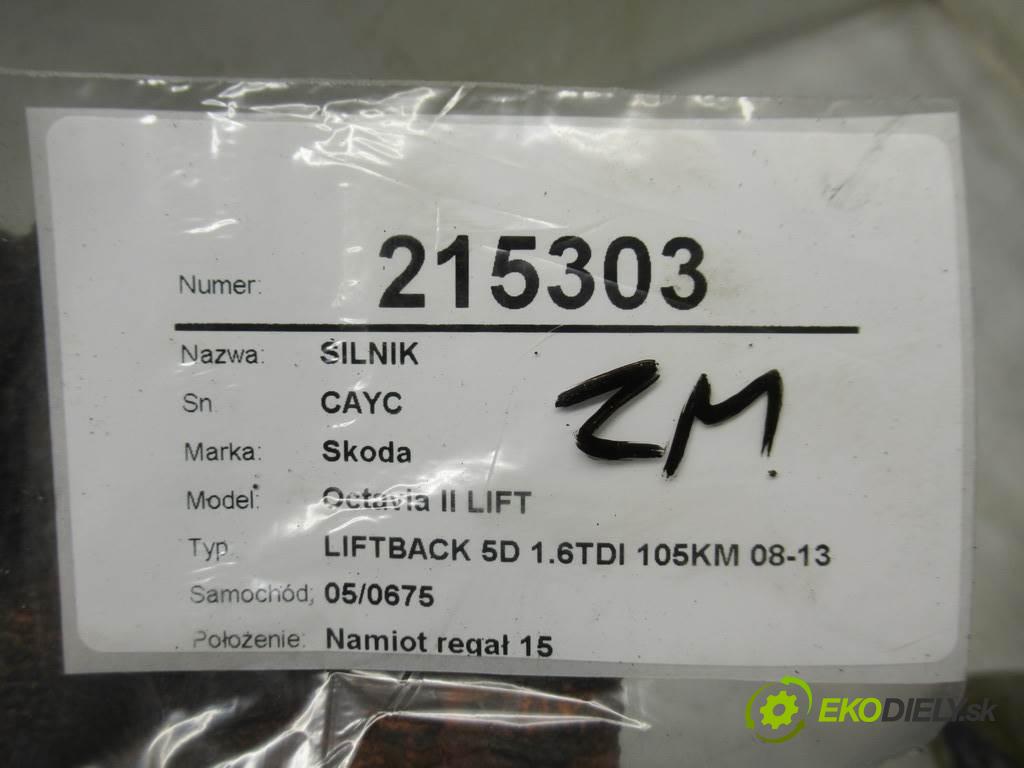 Numer: 215303
Nazwa: SILNIK
Sn. CAYC
Marka: Skoda
Model: Octavia II LIFT
Typ LIFTBACK 5D 1.6TDI 105KM 08-13
Samochód; 05/0675
Położenie: Namiot regał 15
ZM
EKODIELY.sk